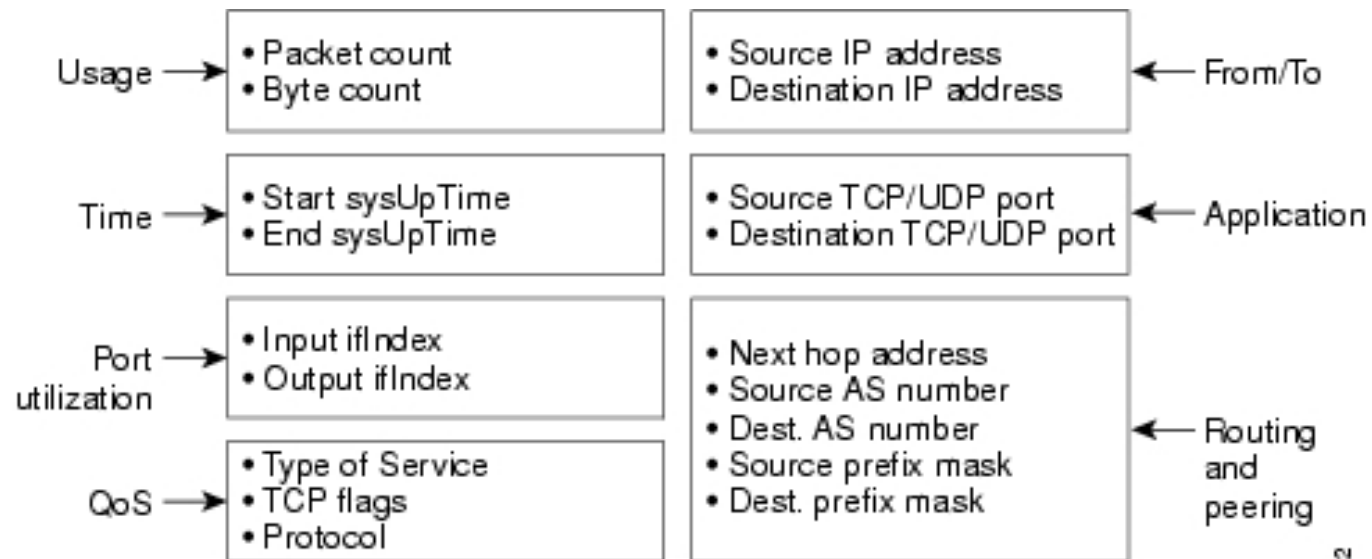 Usage
• Packet count
• Byte count
• Source IP address
• Destination IP address
From/To
Time
• Start sysUpTime
• End sysUpTime
• Source TCP/UDP port
• Destination TCP/UDP port
Application
Port
utilization
• Input ifIndex
• Output ifIndex
QoS
• Type of Service
• TCP flags
• Protocol
• Next hop address
• Source AS number
• Dest. AS number
• Source prefix mask
• Dest. prefix mask
Routing
and
peering